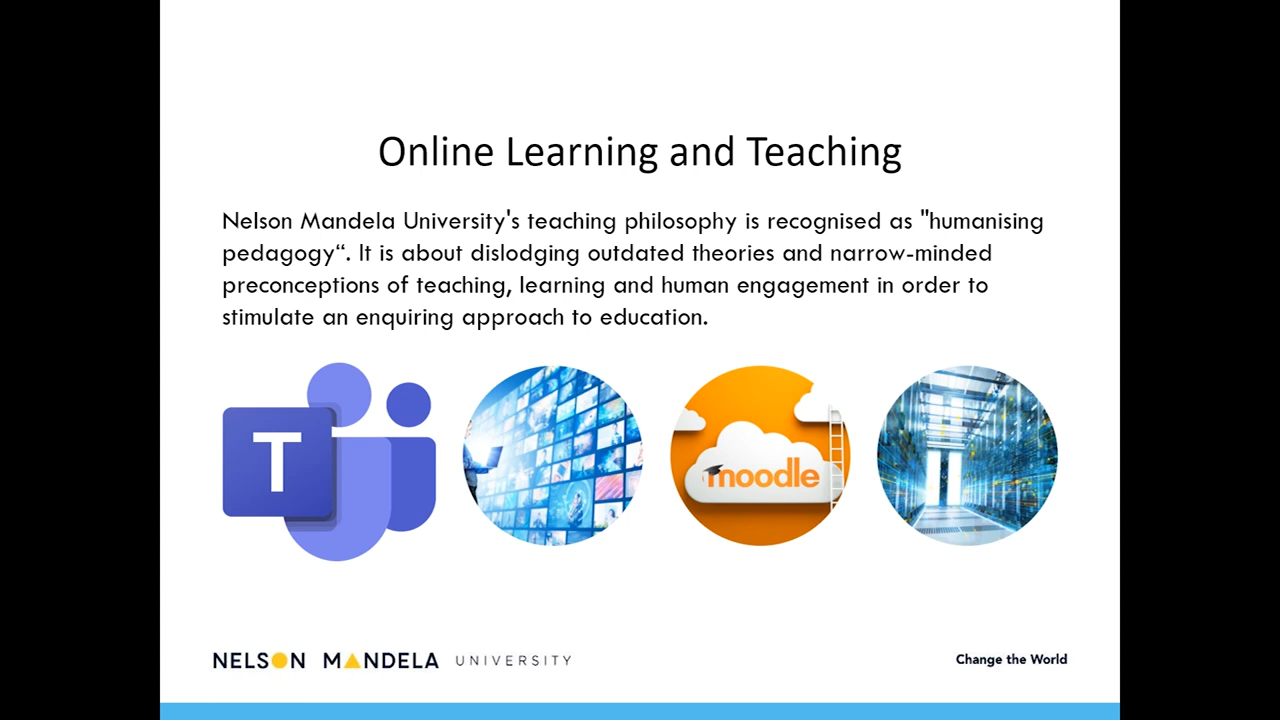 Online Learning and Teaching
Nelson Mandela University's teaching philosophy is recognised as "humanising
pedagogy“. It is about dislodging outdated theories and narrow-minded
preconceptions of teaching, learning and human engagement in order to
stimulate an enquiring approach to education.
T
moodle
NELSON MANDELA UNIVERSITY
Change the World